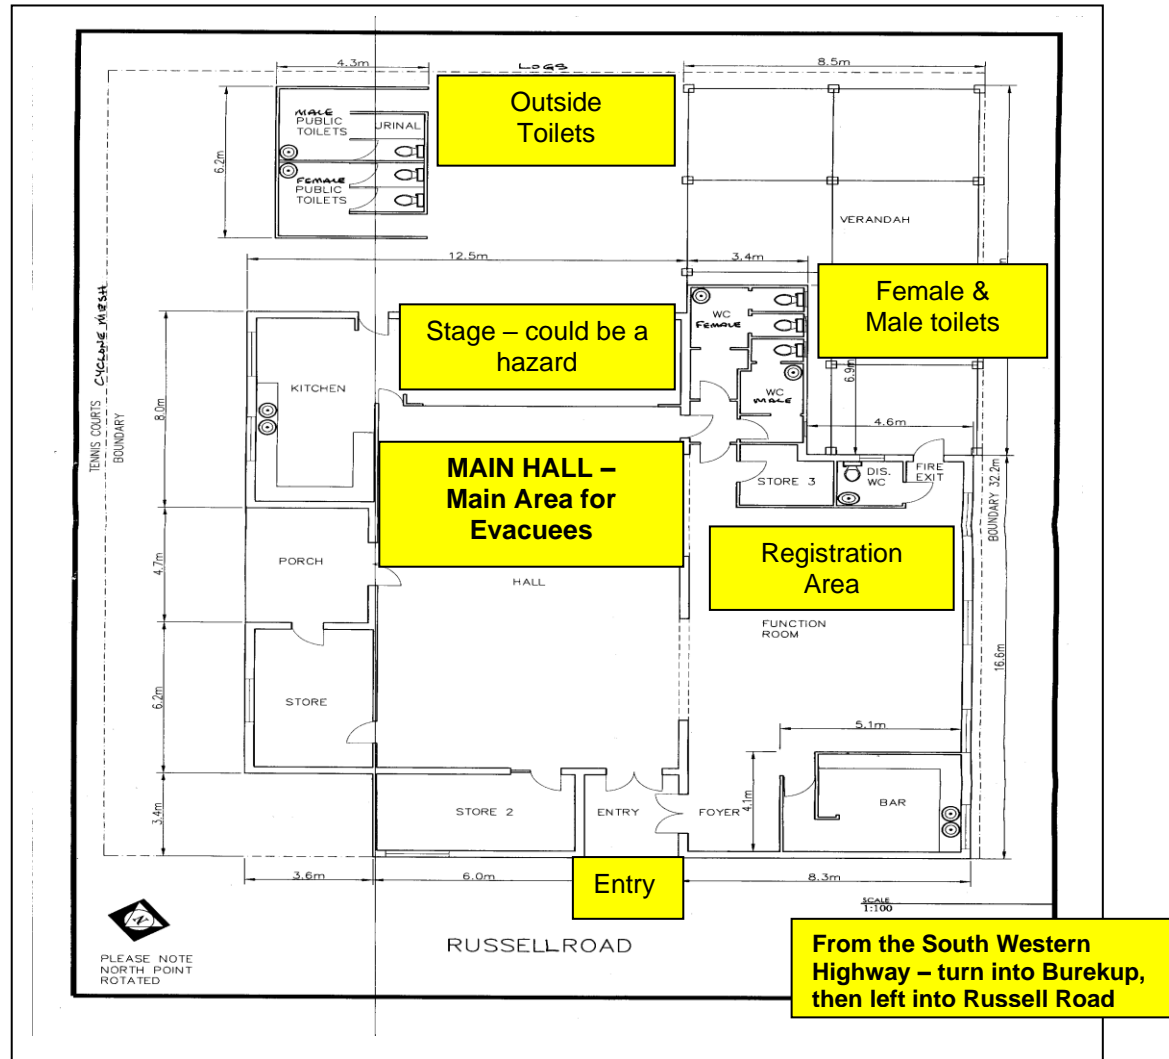 4.3m
LOGS
8.5m
Outside
Toilets
MALE
PUBLIC
TOILETS
URINAL
6.2m
FEMALE
PUBLIC
TOILETS
VERANDAH
12.5m
3.4m
m
Female &
Male toilets
WC
FEMALE
Stage – could be a
hazard
TENNIS COURTS CYCLONE MESH
BOUNDARY
8.0m
KITCHEN
WC
MALE
6.9m
4.6m
MAIN HALL –
Main Area for
Evacuees
STORE 3
DIS.
WC
FIRE
EXIT
BOUNDARY 32.2m
Registration
Area
4.7m
PORCH
HALL
FUNCTION
ROOM
16.6m
6.2m
STORE
5.1m
3.4m
STORE 2
ENTRY
FOYER
4.1m
BAR
3.6m
6.0m
Entry
8.3m
SCALE
1:100
N
PLEASE NOTE
NORTH POINT
ROTATED
RUSSELL ROAD
From the South Western
Highway – turn into Burekup,
then left into Russell Road